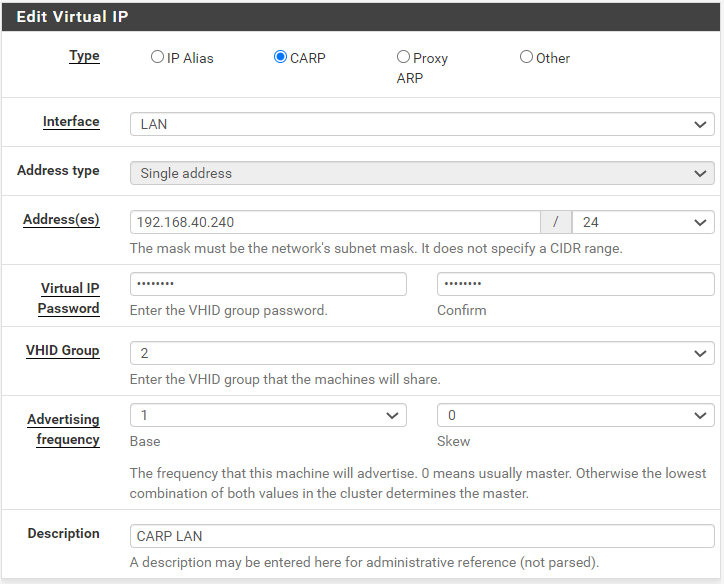 Edit Virtual IP
Type IP Alias CARP Proxy ARP Other
Interface LAN
Address type Single address
Address(es) 192.168.40.240 / 24
The mask must be the network's subnet mask. It does not specify a CIDR range.
Virtual IP Password •••••••• ••••••••
Enter the VHID group password. Confirm
VHID Group 2
Enter the VHID group that the machines will share.
Advertising frequency 1 0
Base Skew
The frequency that this machine will advertise. 0 means usually master. Otherwise the lowest
combination of both values in the cluster determines the master.
Description CARP LAN
A description may be entered here for administrative reference (not parsed).